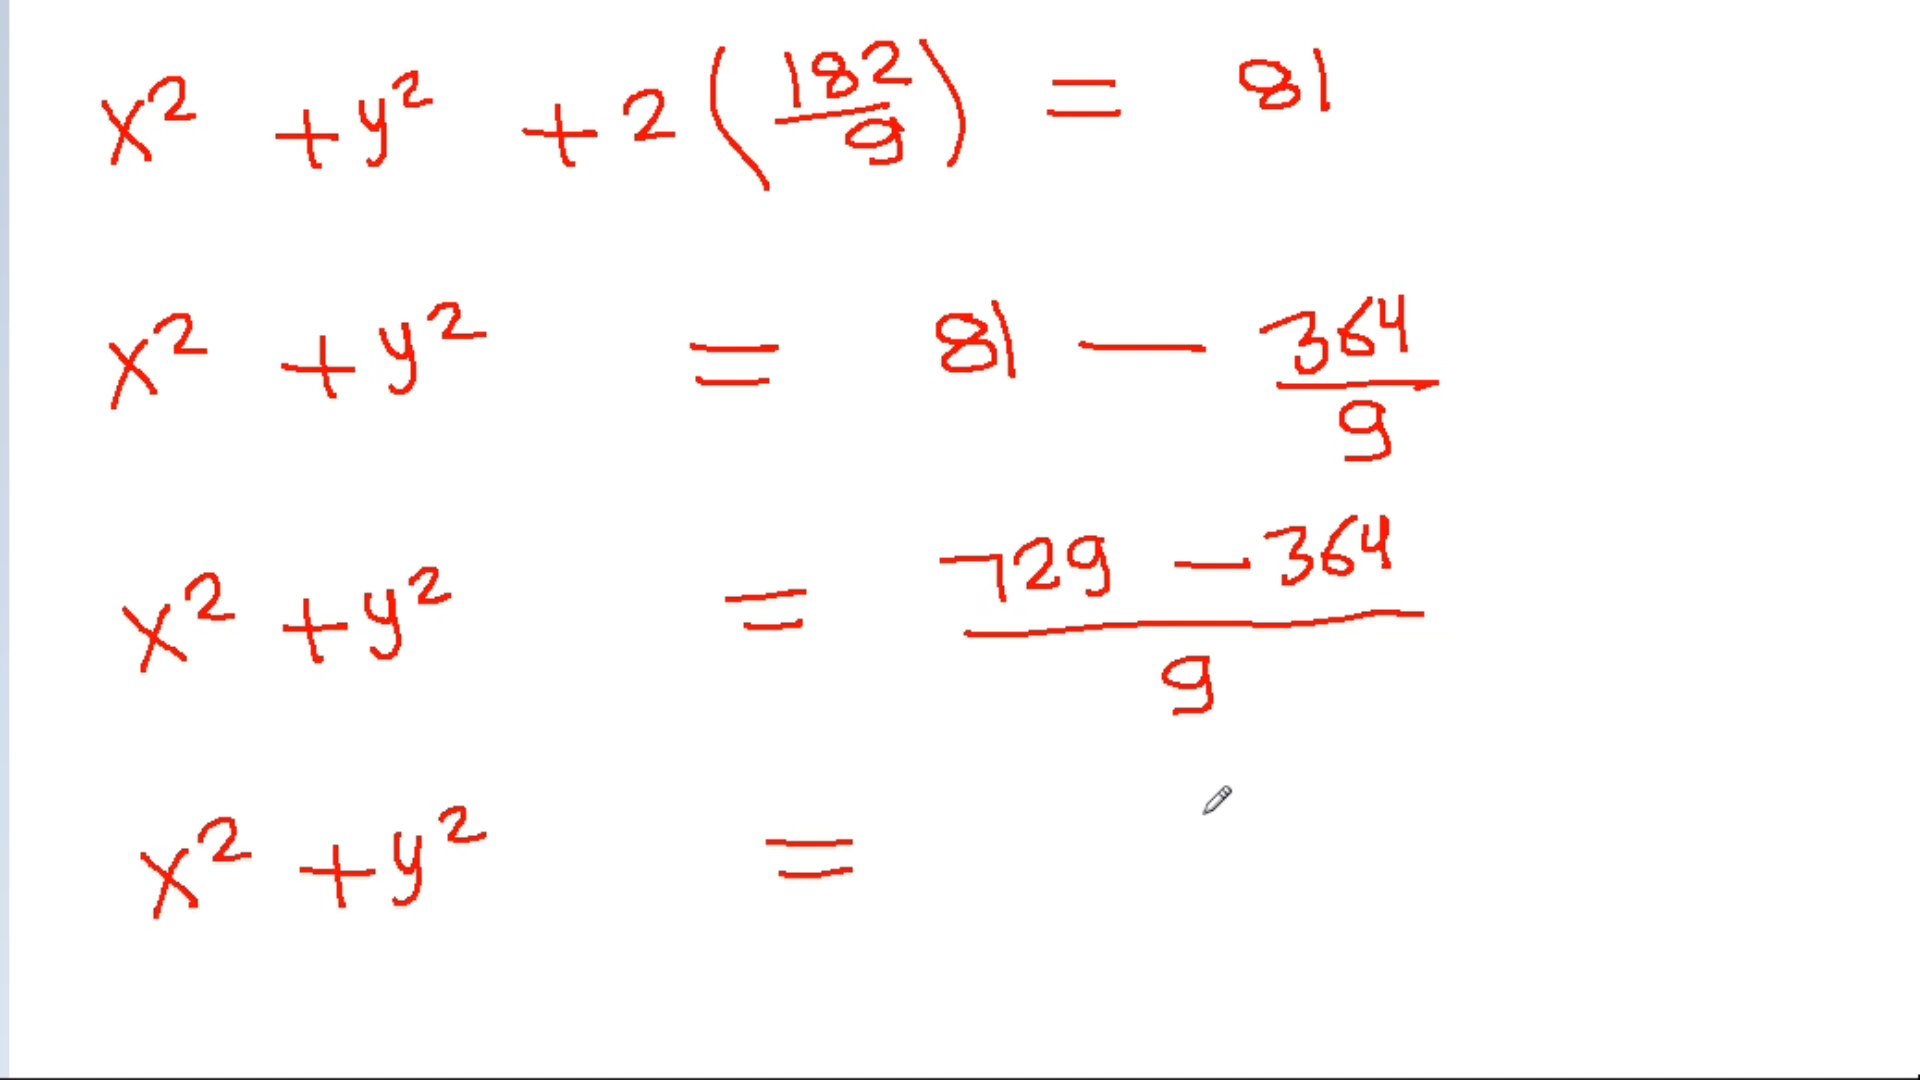 x² + y² + 2(182/9) = 81
x² + y² = 81 - 364/9
x² + y² = (729 - 364)/9
x² + y² =